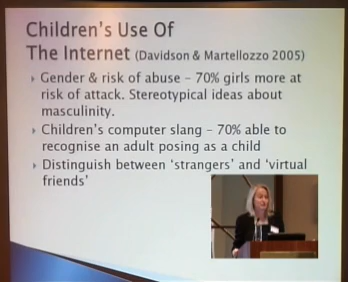 Children's Use Of
The Internet (Davidson & Martellozzo 2005)
Gender & risk of abuse – 70% girls more at
risk of attack. Stereotypical ideas about
masculinity.
Children's computer slang – 70% able to
recognise an adult posing as a child
Distinguish between 'strangers' and 'virtual
friends'